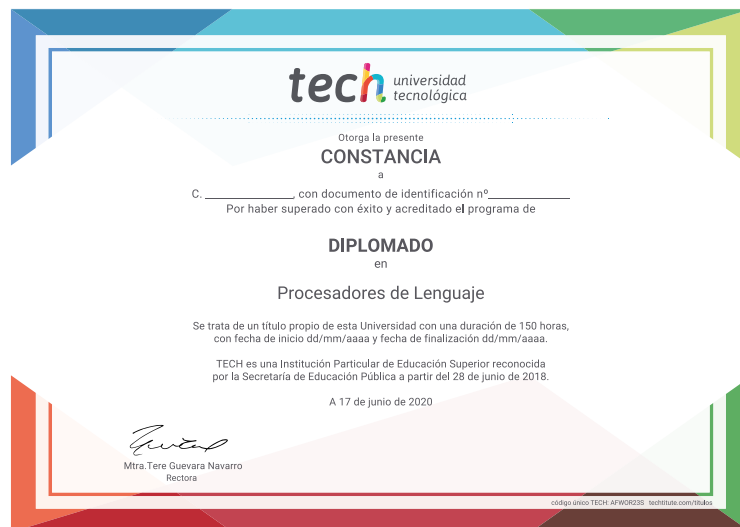 tech universidad
tecnológica
Otorga la presente
CONSTANCIA
a
C. ______________, con documento de identificación nº______________
Por haber superado con éxito y acreditado el programa de
DIPLOMADO
en
Procesadores de Lenguaje
Se trata de un título propio de esta Universidad con una duración de 150 horas,
con fecha de inicio dd/mm/aaaa y fecha de finalización dd/mm/aaaa.
TECH es una Institución Particular de Educación Superior reconocida
por la Secretaría de Educación Pública a partir del 28 de junio de 2018.
A 17 de junio de 2020
Mtra.Tere Guevara Navarro
Rectora
código único TECH: AFWOR23S techtitute.com/titulos